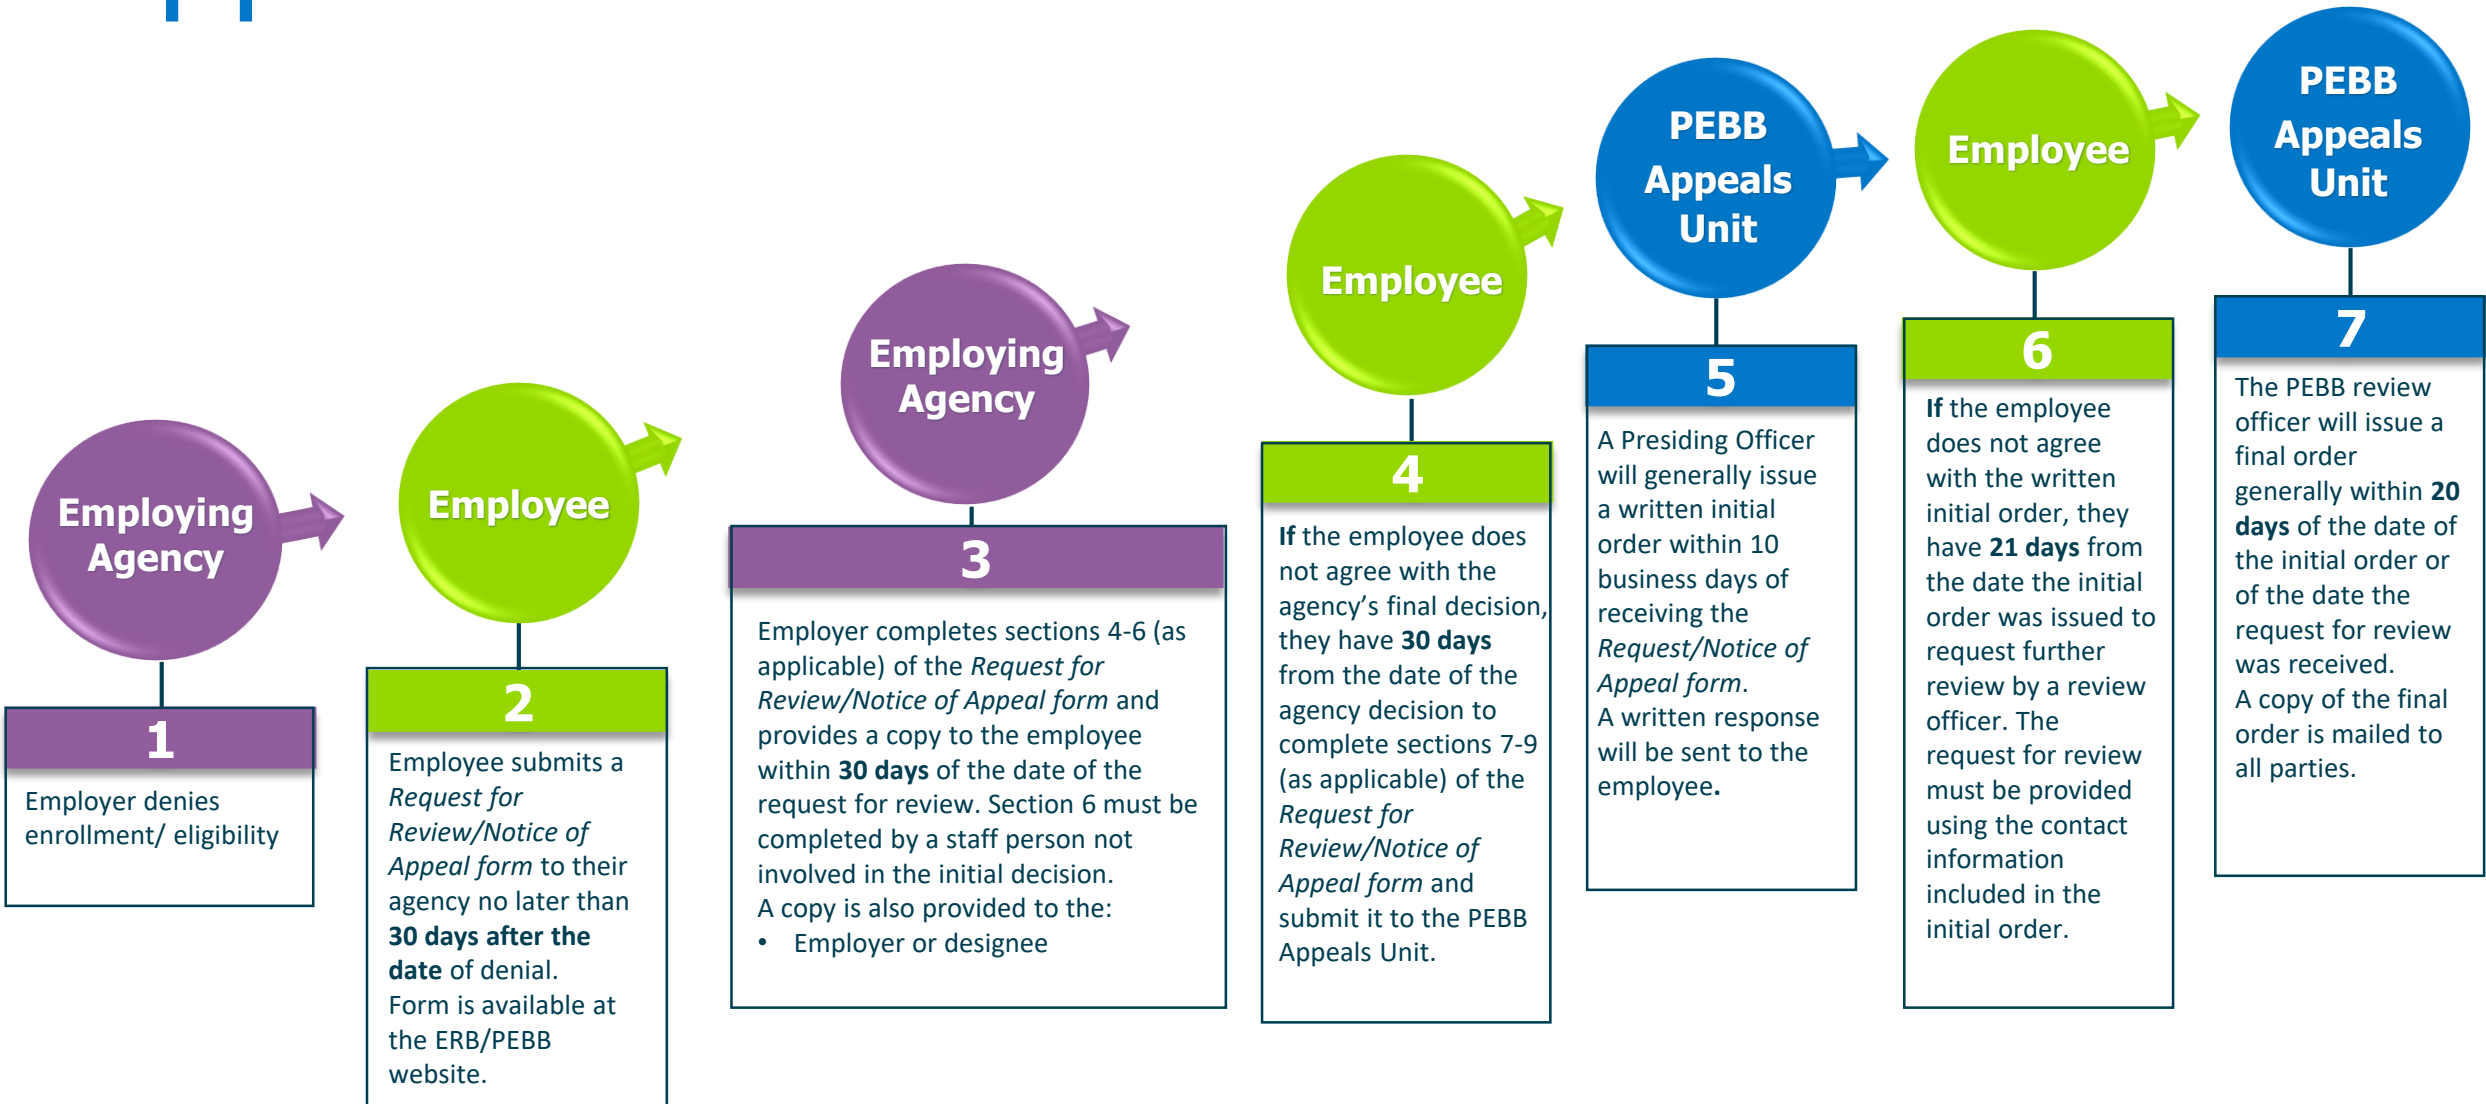 Employing
Agency
1
Employer denies
enrollment/ eligibility
Employee
2
Employee submits a
Request for
Review/Notice of
Appeal form to their
agency no later than
30 days after the
date of denial.
Form is available at
the ERB/PEBB
website.
Employing
Agency
3
Employer completes sections 4-6 (as
applicable) of the Request for
Review/Notice of Appeal form and
provides a copy to the employee
within 30 days of the date of the
request for review. Section 6 must be
completed by a staff person not
involved in the initial decision.
A copy is also provided to the:
• Employer or designee
Employee
4
If the employee does
not agree with the
agency’s final decision,
they have 30 days
from the date of the
agency decision to
complete sections 7-9
(as applicable) of the
Request for
Review/Notice of
Appeal form and
submit it to the PEBB
Appeals Unit.
PEBB
Appeals
Unit
5
A Presiding Officer
will generally issue
a written initial
order within 10
business days of
receiving the
Request/Notice of
Appeal form.
A written response
will be sent to the
employee.
Employee
6
If the employee
does not agree
with the written
initial order, they
have 21 days from
the date the initial
order was issued to
request further
review by a review
officer. The
request for review
must be provided
using the contact
information
included in the
initial order.
PEBB
Appeals
Unit
7
The PEBB review
officer will issue a
final order
generally within 20
days of the date of
the initial order or
of the date the
request for review
was received.
A copy of the final
order is mailed to
all parties.